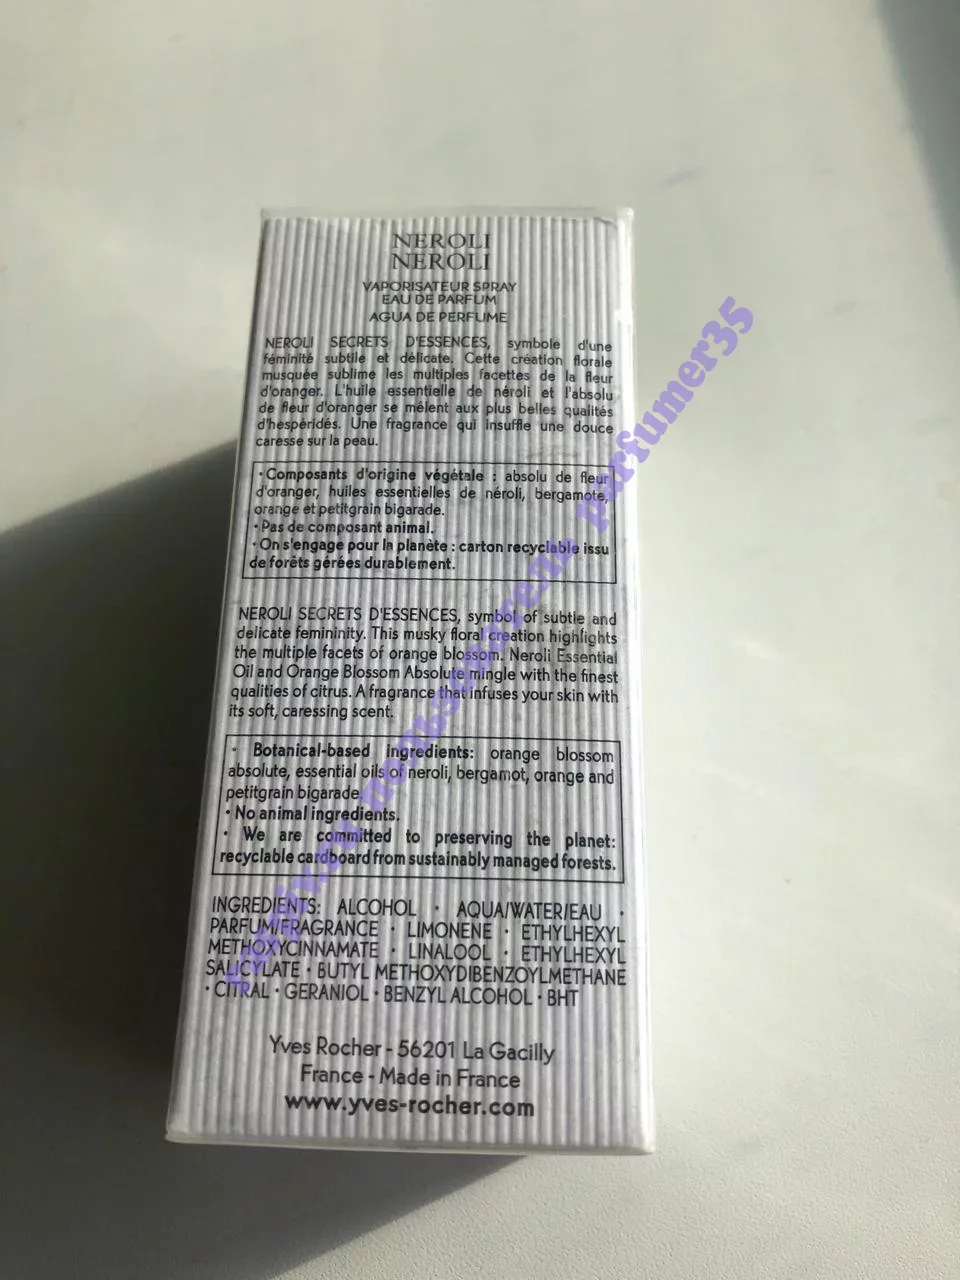 NEROLI
NEROLI
VAPORISATEUR SPRAY
EAU DE PARFUM
AGUA DE PERFUME
NEROLI SECRETS D'ESSENCES, symbole d'une
féminité subtile et délicate. Cette création florale
musquée sublime les multiples facettes de la fleur
d'oranger. L'huile essentielle de néroli et l'absolu
de fleur d'oranger se mêlent aux plus belles qualités
d'hespéridés. Une fragrance qui insuffle une douce
caresse sur la peau.
• Composants d'origine végétale : absolu de fleur
d'oranger, huiles essentielles de néroli, bergamote,
orange et petitgrain bigarade.
• Pas de composant animal.
• On s'engage pour la planète : carton recyclable issu
de forêts gérées durablement.
NEROLI SECRETS D'ESSENCES, symbol of subtle and
delicate femininity. This musky floral creation highlights
the multiple facets of orange blossom. Neroli Essential
Oil and Orange Blossom Absolute mingle with the finest
qualities of citrus. A fragrance that infuses your skin with
its soft, caressing scent.
• Botanical-based ingredients: orange blossom
absolute, essential oils of neroli, bergamot, orange and
petitgrain bigarade.
• No animal ingredients.
• We are committed to preserving the planet:
recyclable cardboard from sustainably managed forests.
INGREDIENTS: ALCOHOL • AQUA/WATER/EAU •
PARFUM/FRAGRANCE • LIMONENE • ETHYLHEXYL
METHOXYCINNAMATE • LINALOOL • ETHYLHEXYL
SALICYLATE • BUTYL METHOXYDIBENZOYLMETHANE
• CITRAL • GERANIOL • BENZYL ALCOHOL • BHT
Yves Rocher - 56201 La Gacilly
France - Made in France
www.yves-rocher.com
parfumer35